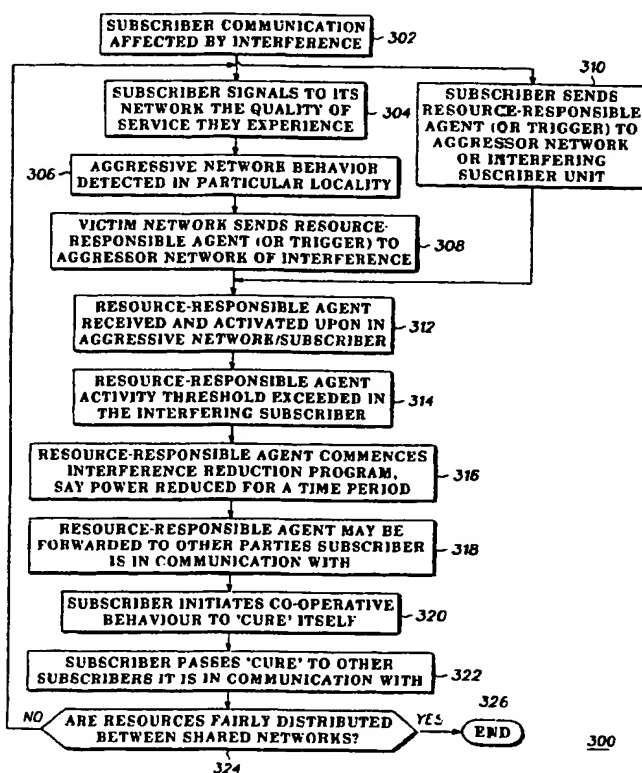 SUBSCRIBER COMMUNICATION
AFFECTED BY INTERFERENCE
302
310
SUBSCRIBER SIGNALS TO ITS
NETWORK THE QUALITY OF
SERVICE THEY EXPERIENCE
304
SUBSCRIBER SENDS
RESOURCE-RESPONSIBLE
AGENT (OR TRIGGER) TO
AGGRESSOR NETWORK
OR INTERFERING
SUSCRIBER UNIT
306
AGGRESSIVE NETWORK BEHAVIOR
DETECTED IN PARTICULAR LOCALITY
VICTIM NETWORK SENDS RESOURCE-
RESPONSIBLE AGENT (OR TRIGGER) TO
AGGRESSOR NETWORK OF INTERFERENCE
308
RESOURCE-RESPONSIBLE AGENT
RECEIVED AND ACTIVATED UPON IN
AGGRESSIVE NETWORK/SUBSCRIBER
312
RESOURCE-RESPONSIBLE AGENT
ACTIVITY THRESHOLD EXCEEDED IN
THE INTERFERING SUBSCRIBER
314
RESOURCE-RESPONSIBLE AGENT COMMENCES
INTERFERENCE REDUCTION PROGRAM,
SAY POWER REDUCED FOR A TIME PERIOD
316
RESOURCE-RESPONSIBLE AGENT MAY BE
FORWARDED TO OTHER PARTIES SUBSCRIBER
IS IN COMMUNICATION WITH
318
SUBSCRIBER INITIATES CO-OPERATIVE
BEHAVIOUR TO 'CURE' ITSELF
320
SUBSCRIBER PASSES 'CURE' TO OTHER
SUBSCRIBERS IT IS IN COMMUNICATION WITH
322
NO
ARE RESOURCES FAIRLY DISTRIBUTED
BETWEEN SHARED NETWORKS?
YES
326
END
324
300